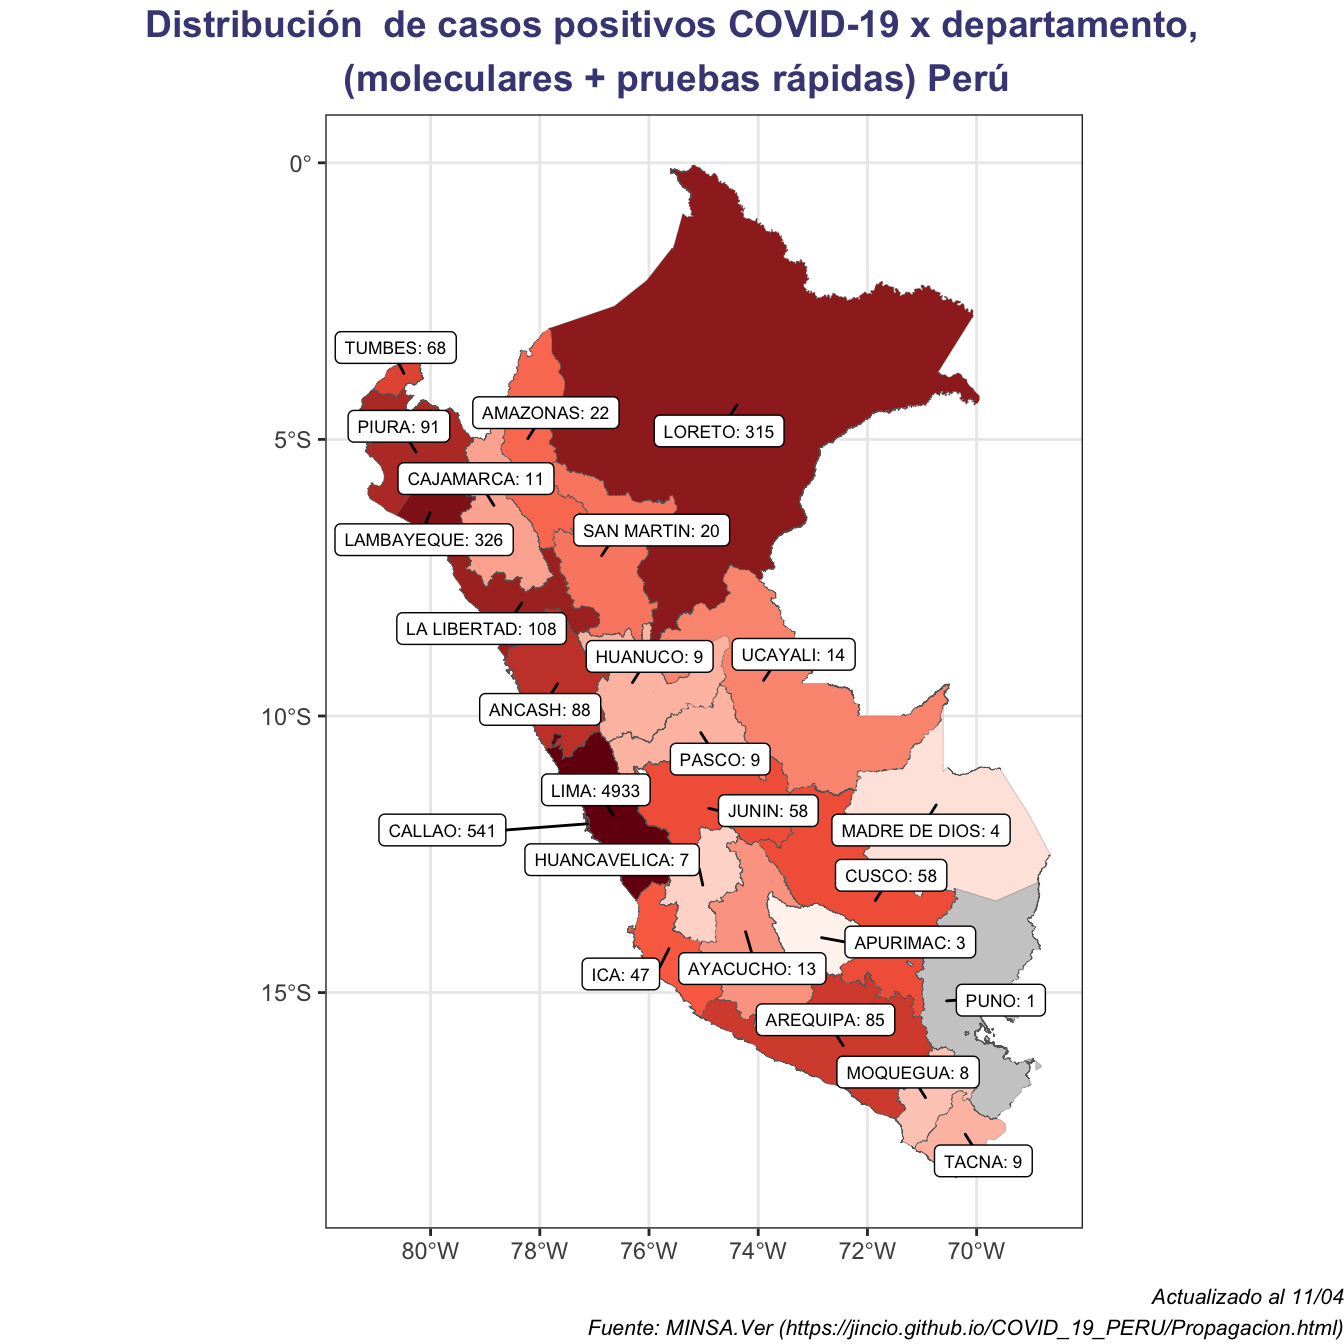 Distribución  de casos positivos COVID-19 x departamento,
(moleculares + pruebas rápidas) Perú
0°
TUMBES: 68
AMAZONAS: 22
PIURA: 91
LORETO: 315
5°S
CAJAMARCA: 11
SAN MARTIN: 20
LAMBAYEQUE: 326
LA LIBERTAD: 108
HUANUCO: 9
UCAYALI: 14
ANCASH: 88
10°S
PASCO: 9
LIMA: 4933
JUNIN: 58
CALLAO: 541
MADRE DE DIOS: 4
HUANCAVELICA: 7
CUSCO: 58
APURIMAC: 3
AYACUCHO: 13
ICA: 47
15°S
PUNO: 1
AREQUIPA: 85
MOQUEGUA: 8
TACNA: 9
80°W 78°W 76°W 74°W 72°W 70°W
Actualizado al 11/04
Fuente: MINSA.Ver (https://jincio.github.io/COVID_19_PERU/Propagacion.html)